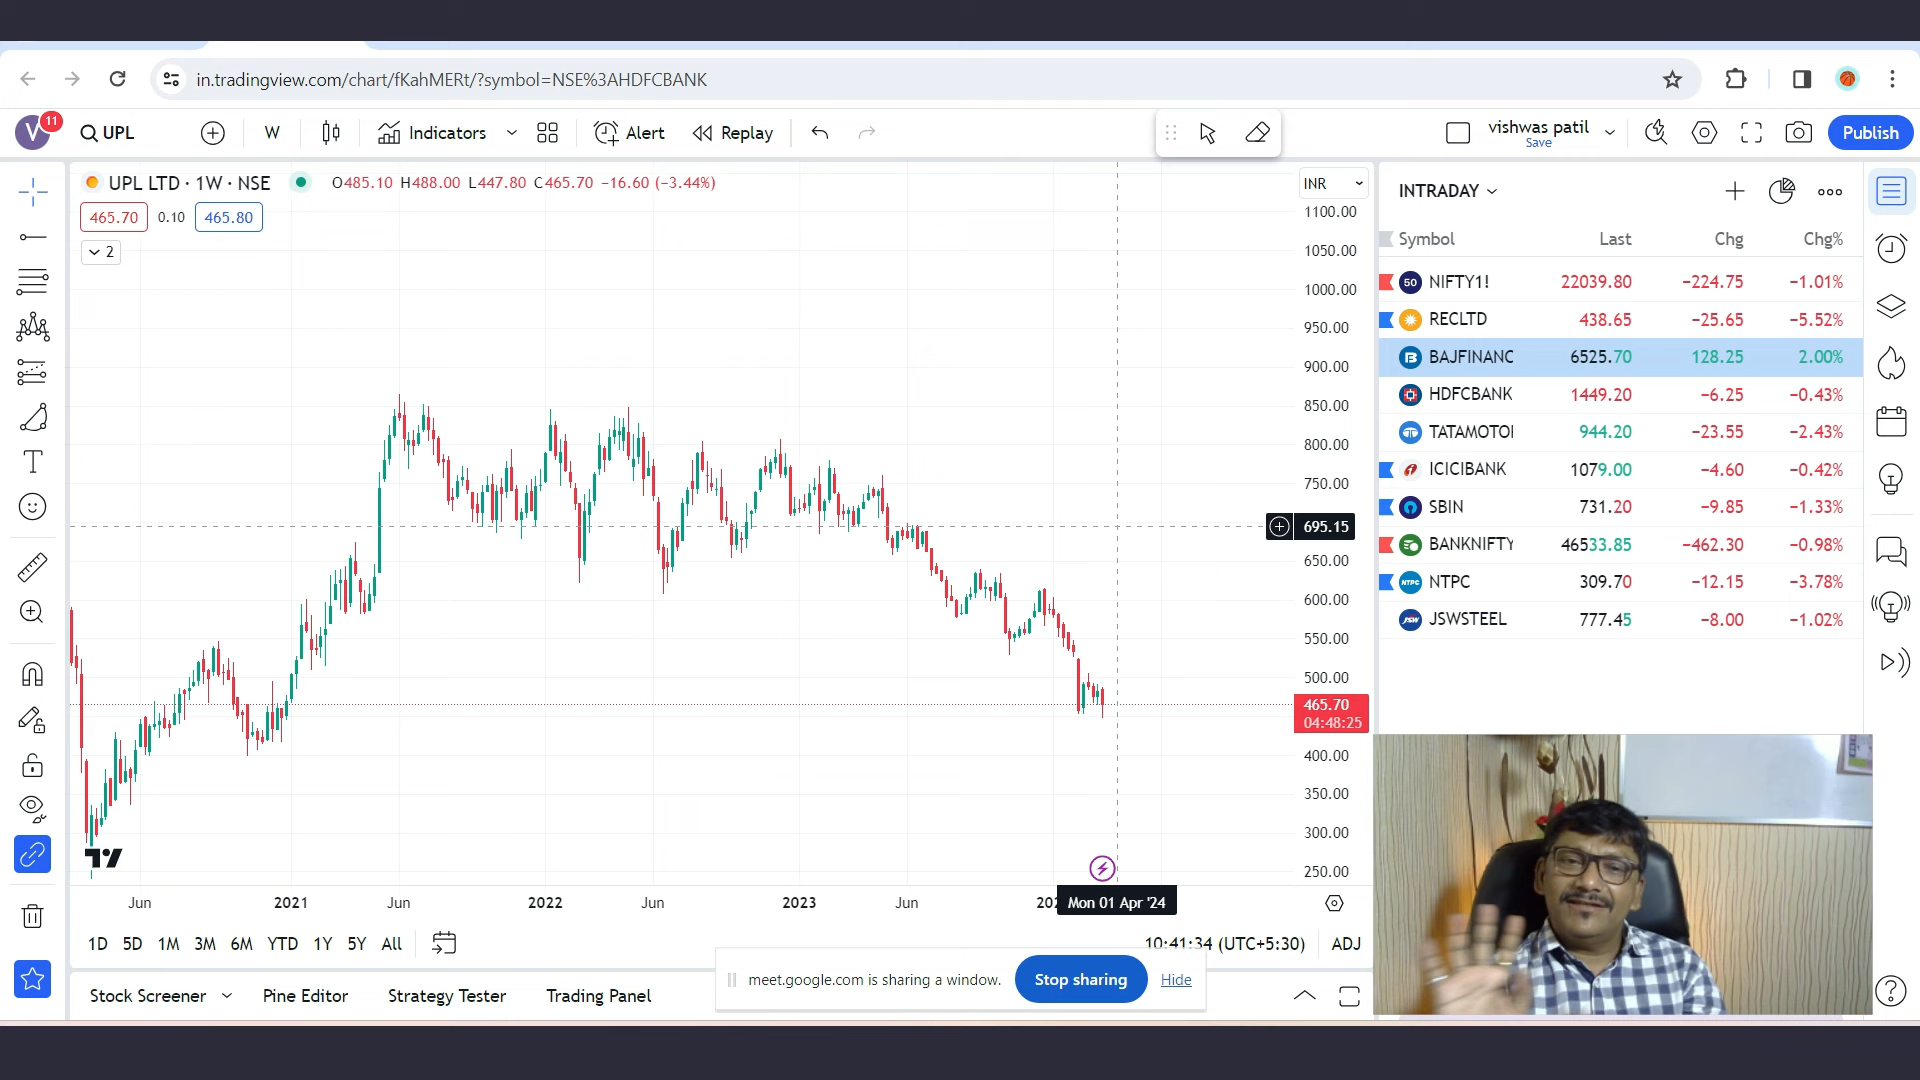 in.tradingview.com/chart/fKahMERt/?symbol=NSE%3AHDFCBANK
V 11 UPL W Indicators Alert Replay vishwas patil Save Publish
UPL LTD · 1W · NSE O485.10 H488.00 L447.80 C465.70 −16.60 (−3.44%)
465.70 0.10 465.80
2
INR
1100.00
1050.00
1000.00
950.00
900.00
850.00
800.00
750.00
695.15
650.00
600.00
550.00
500.00
465.70
04:48:25
400.00
350.00
300.00
250.00
Jun 2021 Jun 2022 Jun 2023 Jun Mon 01 Apr '24
1D 5D 1M 3M 6M YTD 1Y 5Y All 10:41:34 (UTC+5:30) ADJ
meet.google.com is sharing a window. Stop sharing Hide
Stock Screener Pine Editor Strategy Tester Trading Panel
INTRADAY
Symbol Last Chg Chg%
50 NIFTY1! 22039.80 −224.75 −1.01%
RECLTD 438.65 −25.65 −5.52%
BAJFINANC 6525.70 128.25 2.00%
HDFCBANK 1449.20 −6.25 −0.43%
TATAMOTO 944.20 −23.55 −2.43%
ICICIBANK 1079.00 −4.60 −0.42%
SBIN 731.20 −9.85 −1.33%
BANKNIFTY 46533.85 −462.30 −0.98%
NTPC NTPC 309.70 −12.15 −3.78%
JSW JSWSTEEL 777.45 −8.00 −1.02%